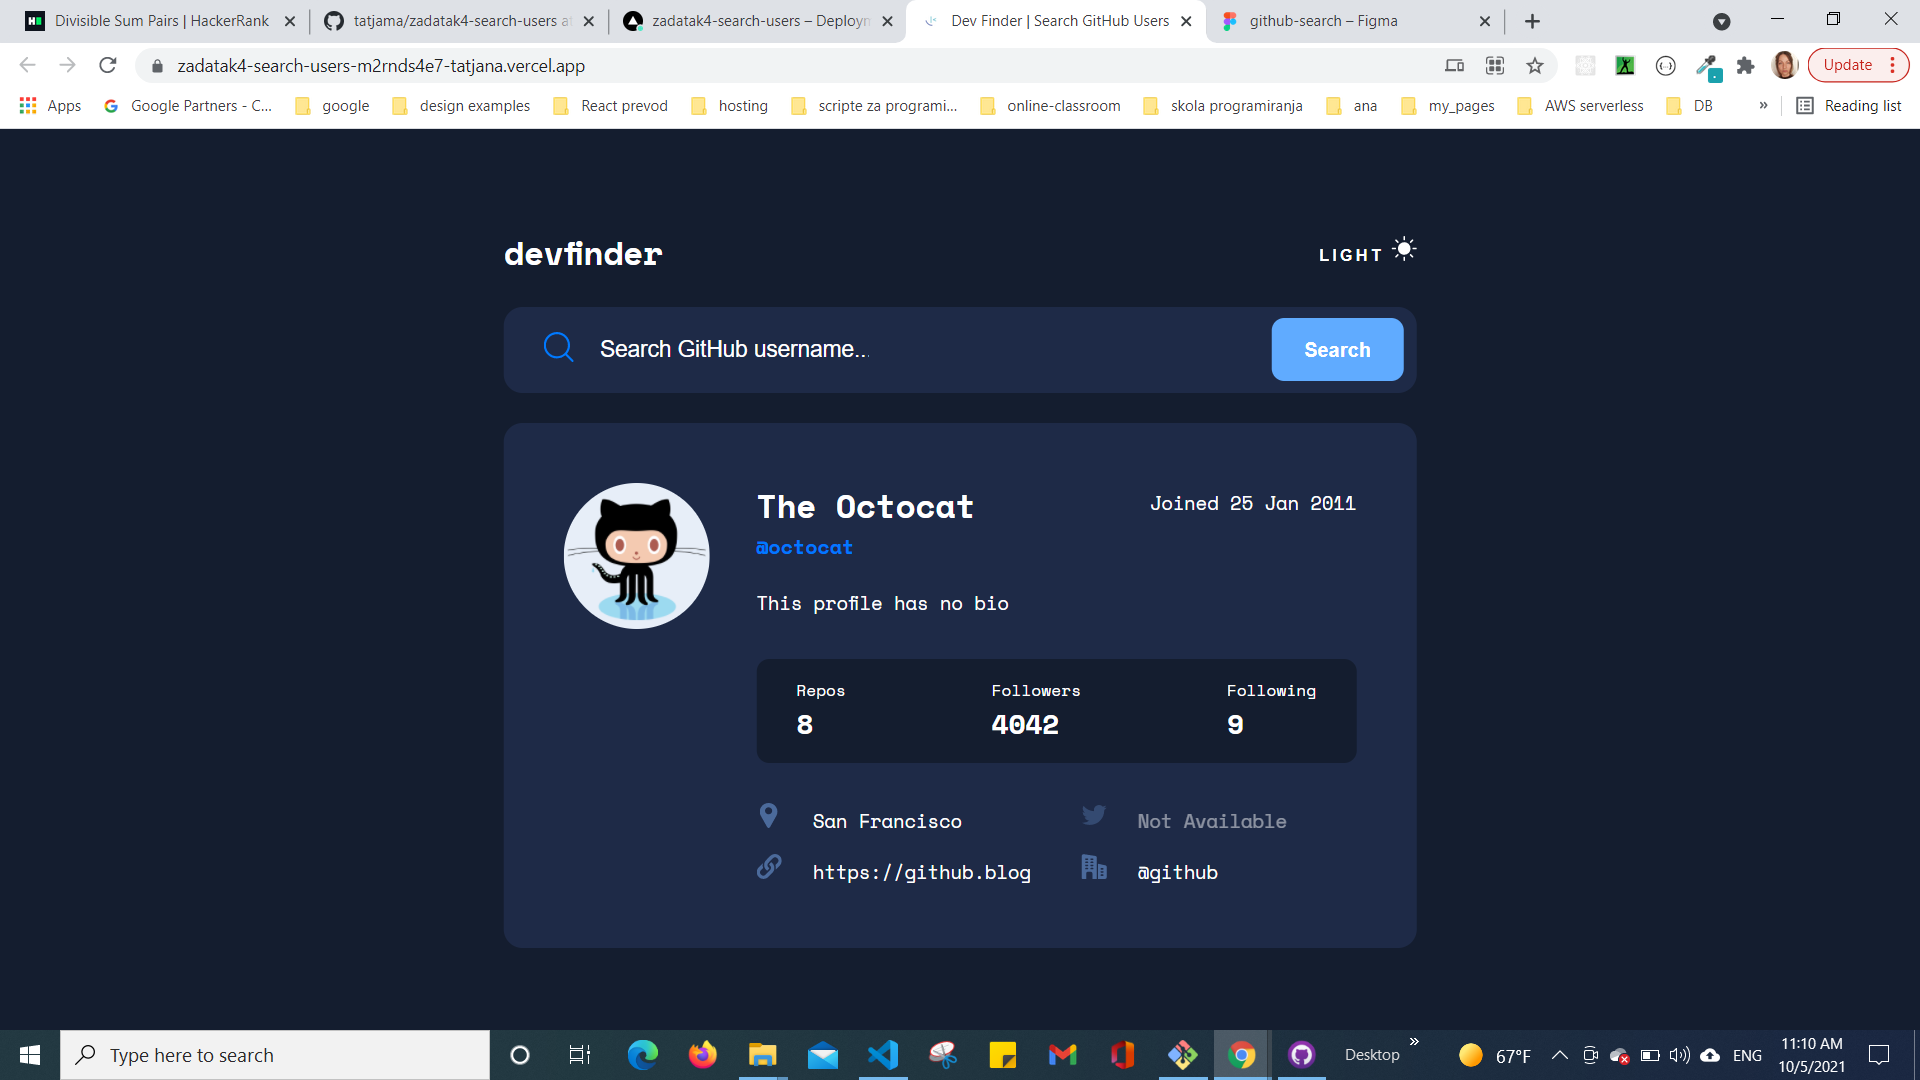 Divisible Sum Pairs | HackerRank
tatjama/zadatak4-search-users a
zadatak4-search-users – Deploym
Dev Finder | Search GitHub Users
github-search – Figma
zadatak4-search-users-m2rnds4e7-tatjana.vercel.app
Update
Apps
Google Partners - C...
google
design examples
React prevod
hosting
scripte za programi...
online-classroom
skola programiranja
ana
my_pages
AWS serverless
DB
»
Reading list
devfinder
LIGHT
Search GitHub username...
Search
The Octocat
Joined 25 Jan 2011
@octocat
This profile has no bio
Repos
Followers
Following
8
4042
9
San Francisco
Not Available
https://github.blog
@github
Type here to search
Desktop
»
67°F
ENG
11:10 AM
10/5/2021